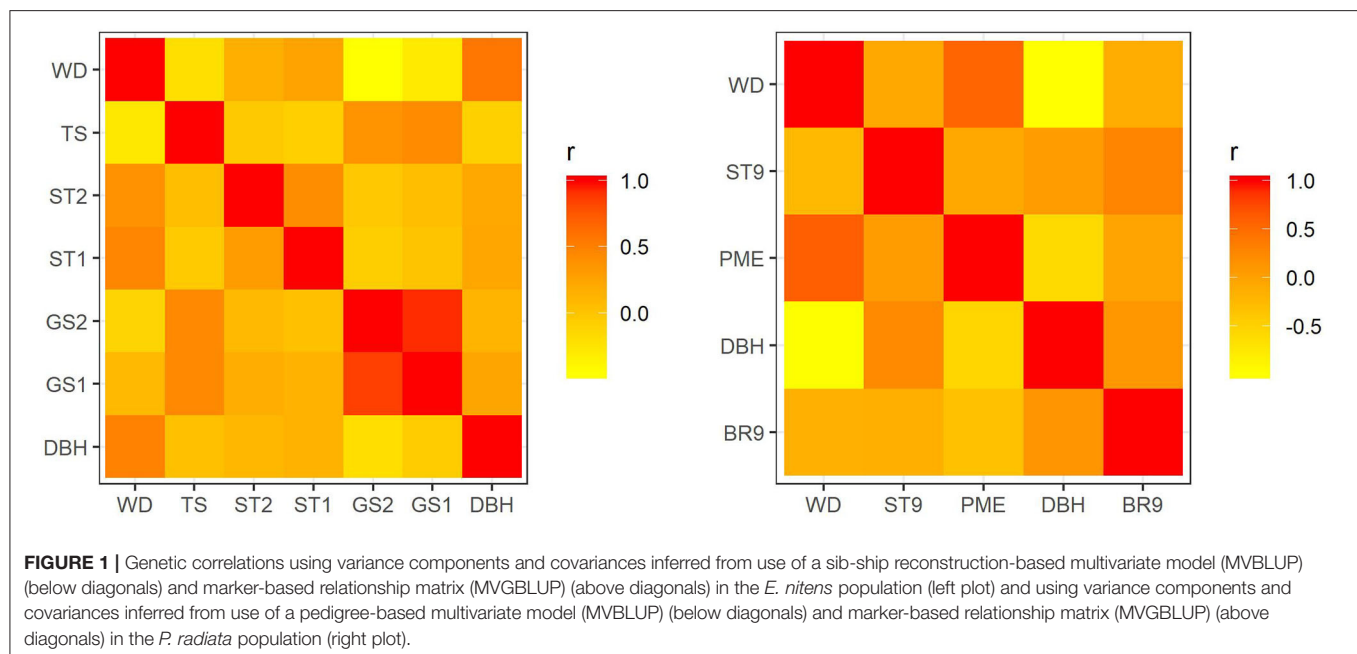 WD
TS
ST2
ST1
GS2
GS1
DBH
WD TS ST2 ST1 GS2 GS1 DBH
r
1.0
0.5
0.0
WD
ST9
PME
DBH
BR9
WD ST9 PME DBH BR9
r
1.0
0.5
0.0
-0.5
FIGURE 1 | Genetic correlations using variance components and covariances inferred from use of a sib-ship reconstruction-based multivariate model (MVBLUP)
(below diagonals) and marker-based relationship matrix (MVGBLUP) (above diagonals) in the E. nitens population (left plot) and using variance components and
covariances inferred from use of a pedigree-based multivariate model (MVBLUP) (below diagonals) and marker-based relationship matrix (MVGBLUP) (above
diagonals) in the P. radiata population (right plot).